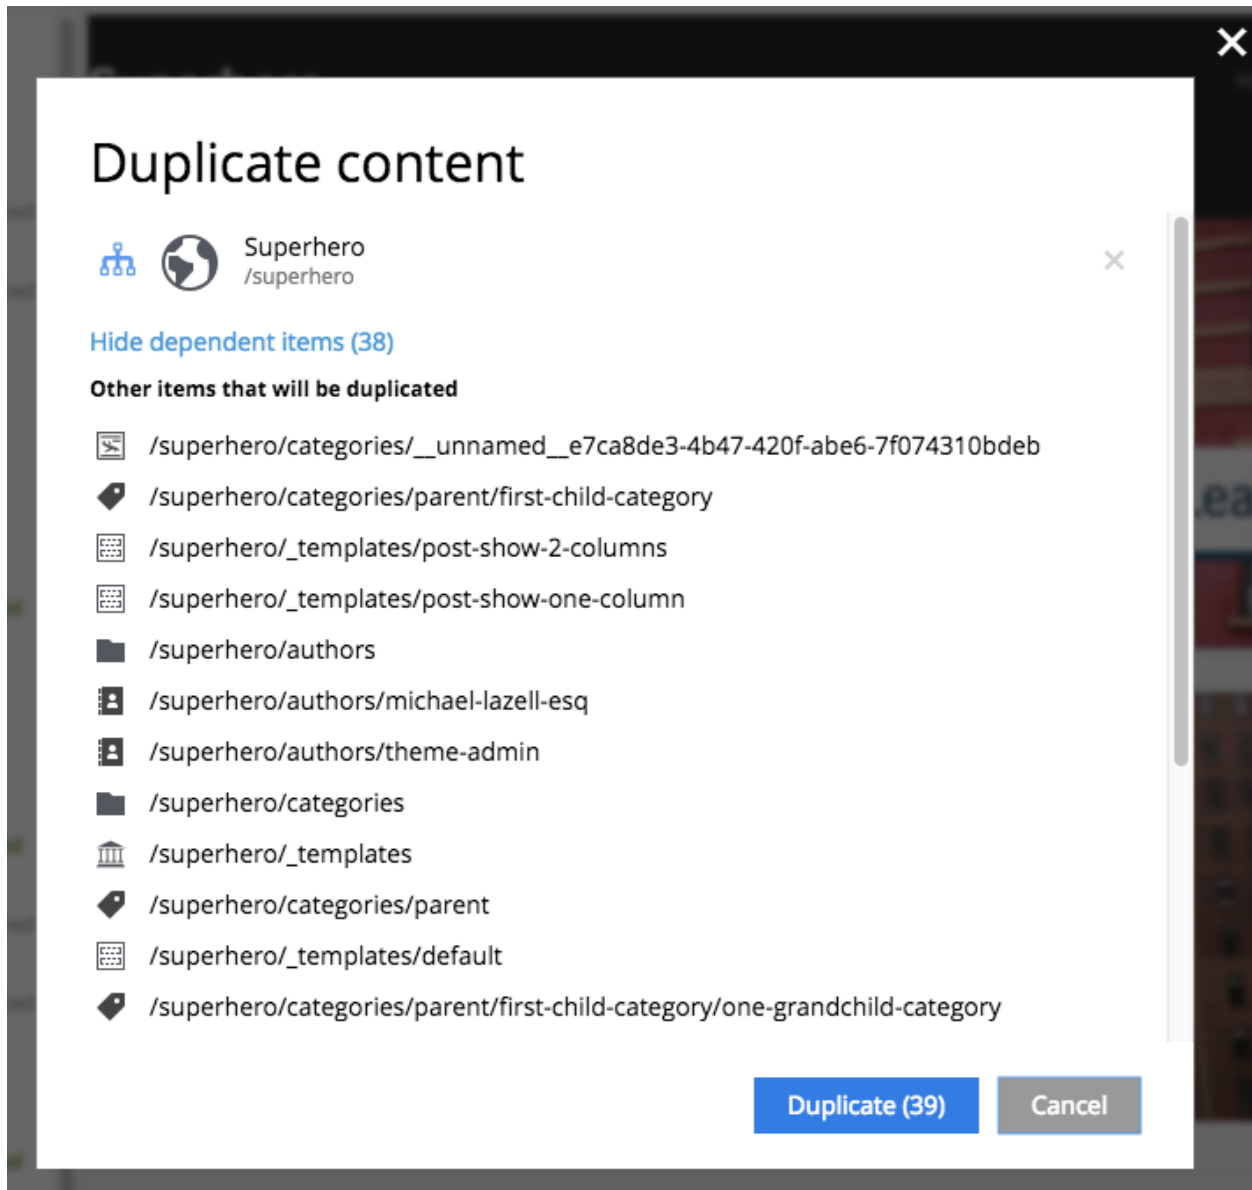 Duplicate content
Superhero
/superhero
Hide dependent items (38)
Other items that will be duplicated
/superhero/categories/__unnamed__e7ca8de3-4b47-420f-abe6-7f074310bdeb
/superhero/categories/parent/first-child-category
/superhero/_templates/post-show-2-columns
/superhero/_templates/post-show-one-column
/superhero/authors
/superhero/authors/michael-lazell-esq
/superhero/authors/theme-admin
/superhero/categories
/superhero/_templates
/superhero/categories/parent
/superhero/_templates/default
/superhero/categories/parent/first-child-category/one-grandchild-category
Duplicate (39)
Cancel